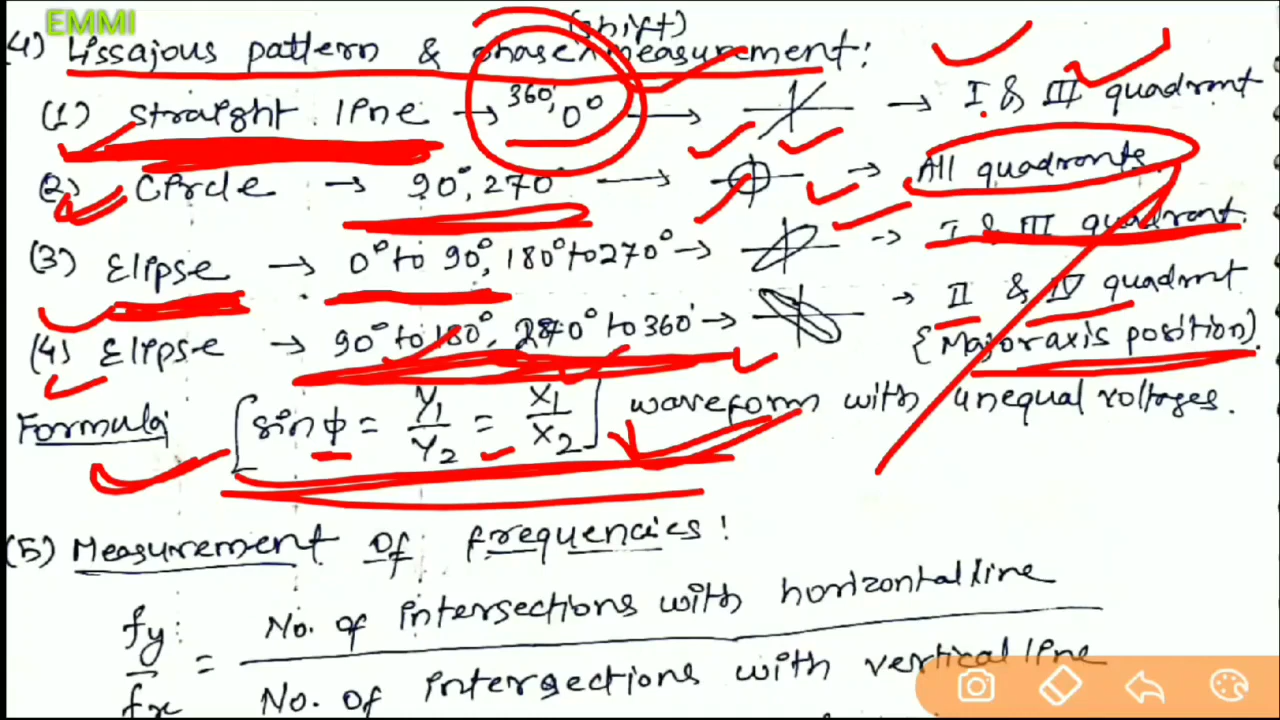 EMMI
(shift)
(4) Lissajous pattern & phase measurement:
(1) straight line → 360°, 0° → → I & III quadrant
(2) Circle → 90°, 270° → → All quadrants
(3) Elipse → 0° to 90°, 180° to 270° → → I & III quadrant
(4) Elipse → 90° to 180°, 270° to 360° → → II & IV quadrant
{Major axis position}.
Formula [sin φ = Y1/Y2 = X1/X2] waveform with unequal voltages.
(5) Measurement of frequencies:
fy/fx = No. of intersections with horizontal line
No. of intersections with vertical line